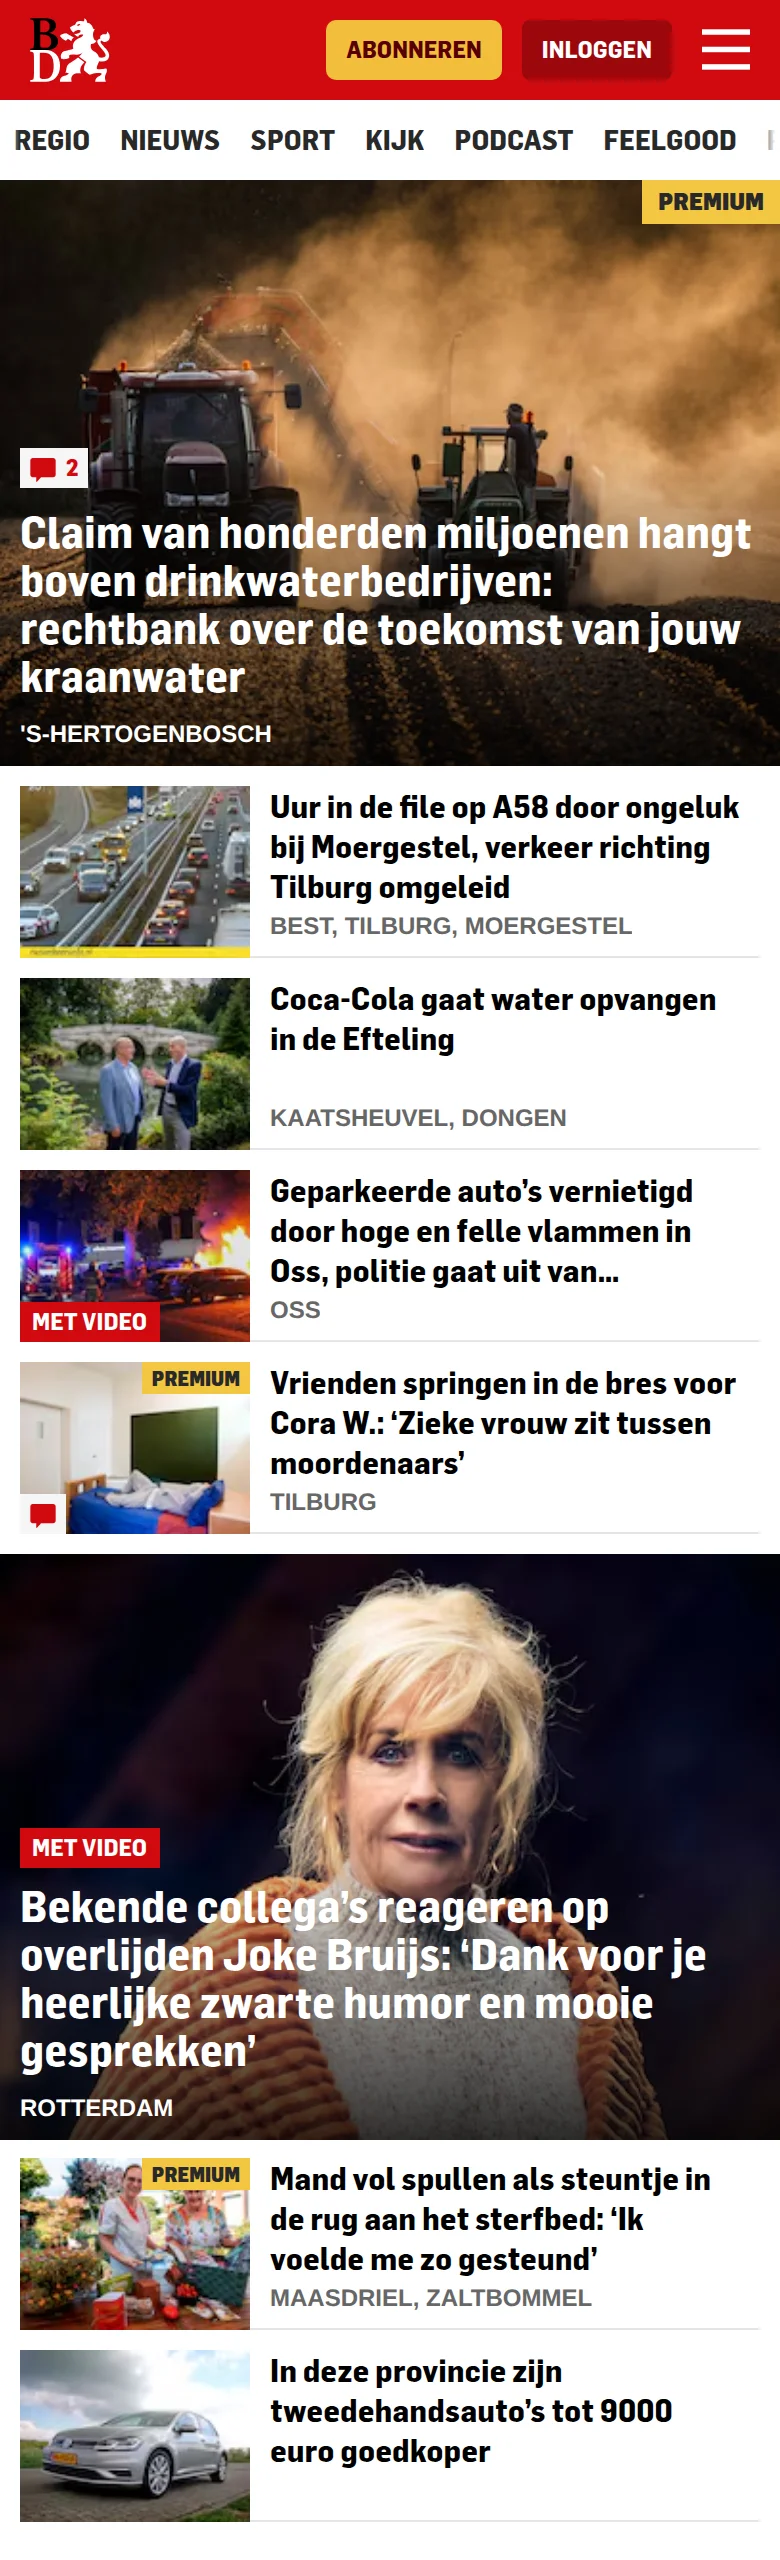 BD
ABONNEREN
INLOGGEN
REGIO NIEUWS SPORT KIJK PODCAST FEELGOOD
PREMIUM
2
Claim van honderden miljoenen hangt
boven drinkwaterbedrijven:
rechtbank over de toekomst van jouw
kraanwater
'S-HERTOGENBOSCH
Uur in de file op A58 door ongeluk
bij Moergestel, verkeer richting
Tilburg omgeleid
BEST, TILBURG, MOERGESTEL
Coca-Cola gaat water opvangen
in de Efteling
KAATSHEUVEL, DONGEN
MET VIDEO
Geparkeerde auto’s vernietigd
door hoge en felle vlammen in
Oss, politie gaat uit van...
OSS
PREMIUM
Vrienden springen in de bres voor
Cora W.: ‘Zieke vrouw zit tussen
moordenaars’
TILBURG
MET VIDEO
Bekende collega’s reageren op
overlijden Joke Bruijs: ‘Dank voor je
heerlijke zwarte humor en mooie
gesprekken’
ROTTERDAM
PREMIUM
Mand vol spullen als steuntje in
de rug aan het sterfbed: ‘Ik
voelde me zo gesteund’
MAASDRIEL, ZALTBOMMEL
In deze provincie zijn
tweedehandsauto’s tot 9000
euro goedkoper